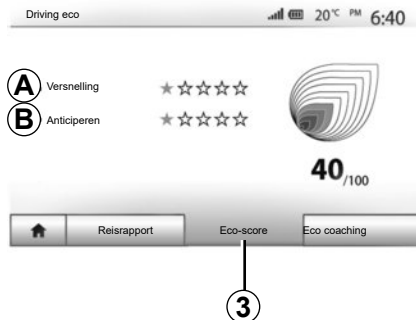 Driving eco 20°C PM 6:40
A Versnelling
B Anticiperen
40/100
Reisrapport Eco-score Eco coaching
3